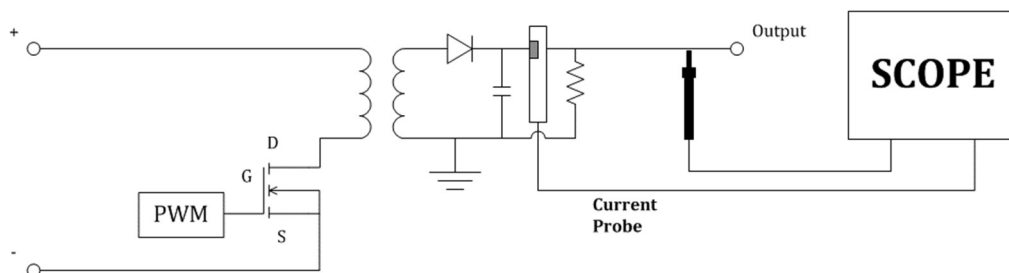 +
Output
SCOPE
D
G
PWM
S
Current
Probe
-